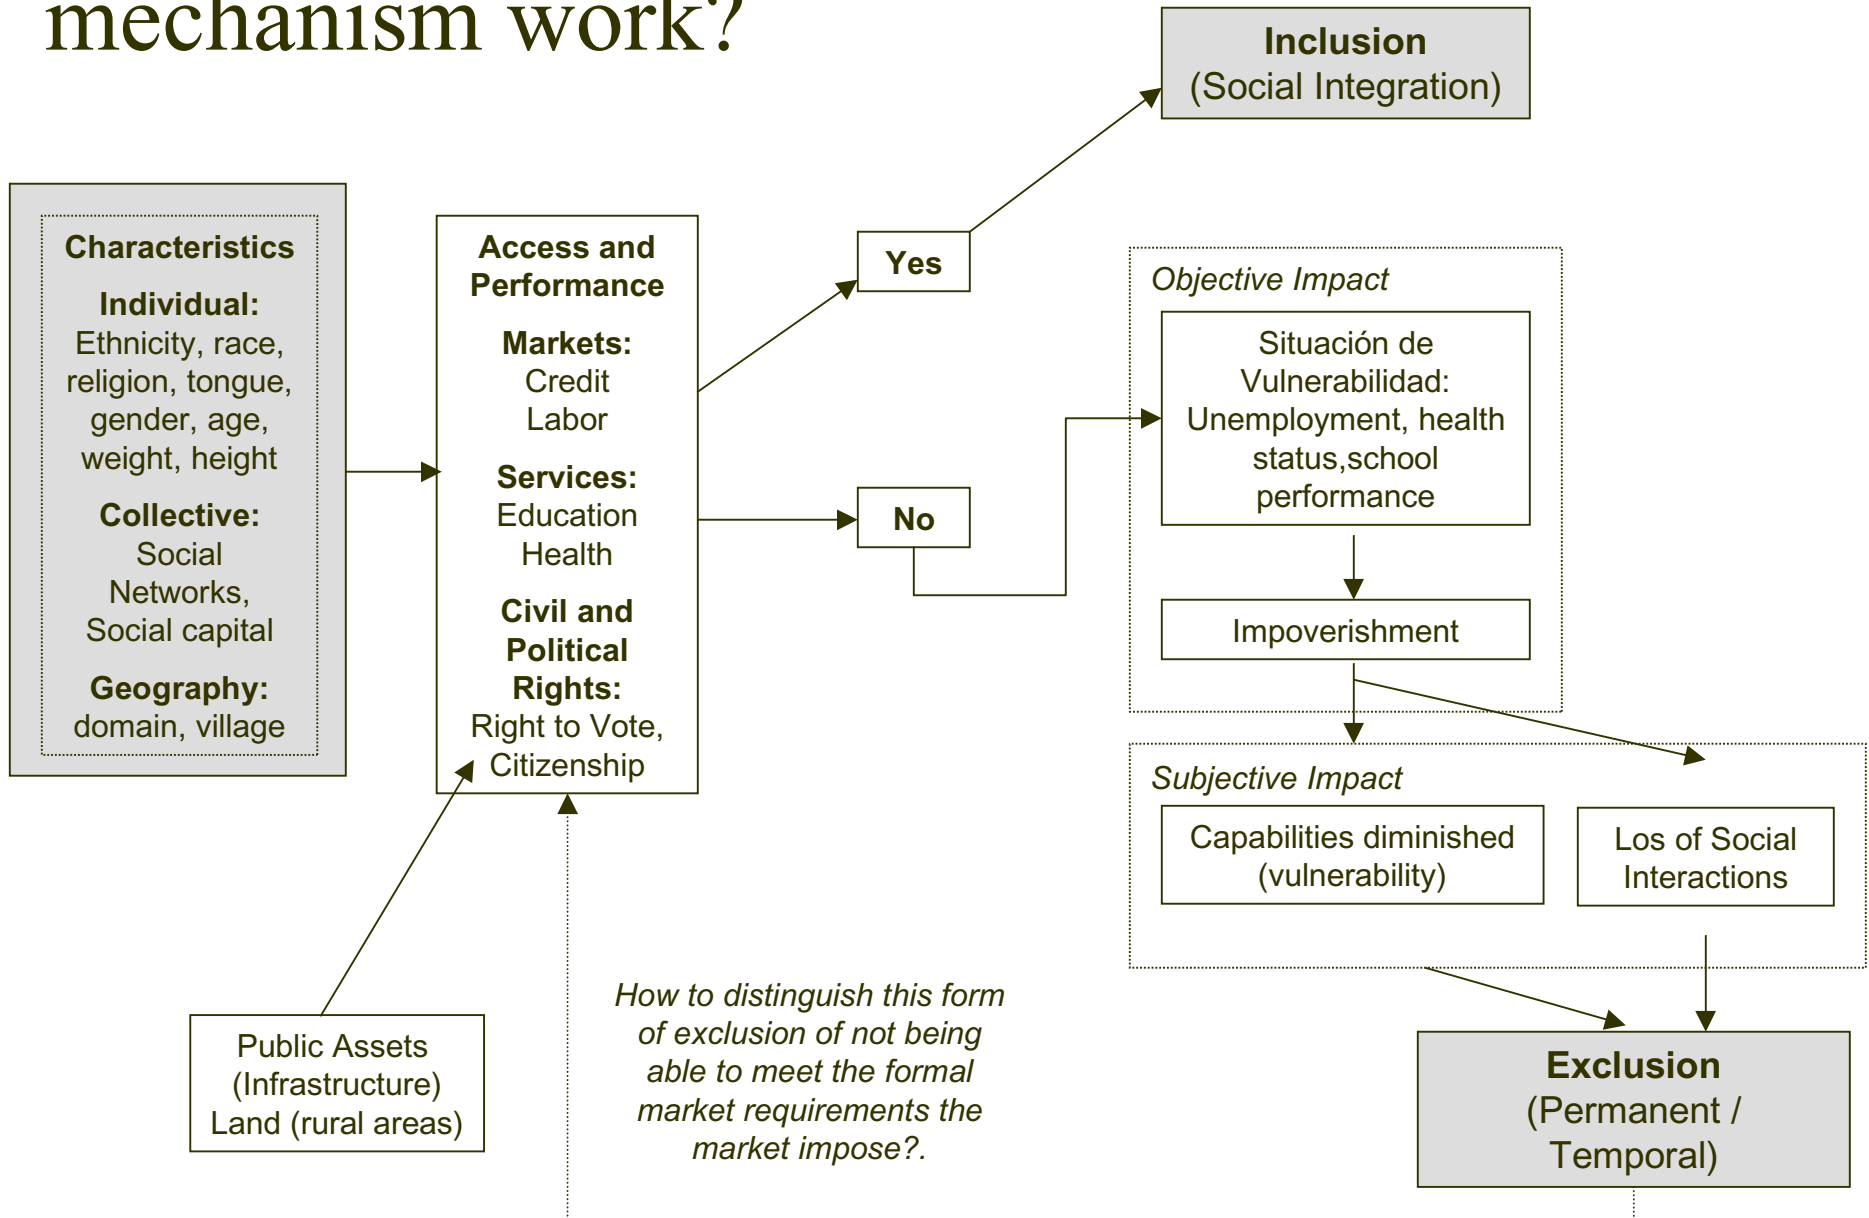 mechanism work?
Inclusion
(Social Integration)
Characteristics
Individual:
Ethnicity, race,
religion, tongue,
gender, age,
weight, height
Collective:
Social
Networks,
Social capital
Geography:
domain, village
Access and
Performance
Markets:
Credit
Labor
Services:
Education
Health
Civil and
Political
Rights:
Right to Vote,
Citizenship
Yes
No
Objective Impact
Situación de
Vulnerabilidad:
Unemployment, health
status,school
performance
Impoverishment
Subjective Impact
Capabilities diminished
(vulnerability)
Los of Social
Interactions
Public Assets
(Infrastructure)
Land (rural areas)
How to distinguish this form
of exclusion of not being
able to meet the formal
market requirements the
market impose?.
Exclusion
(Permanent /
Temporal)